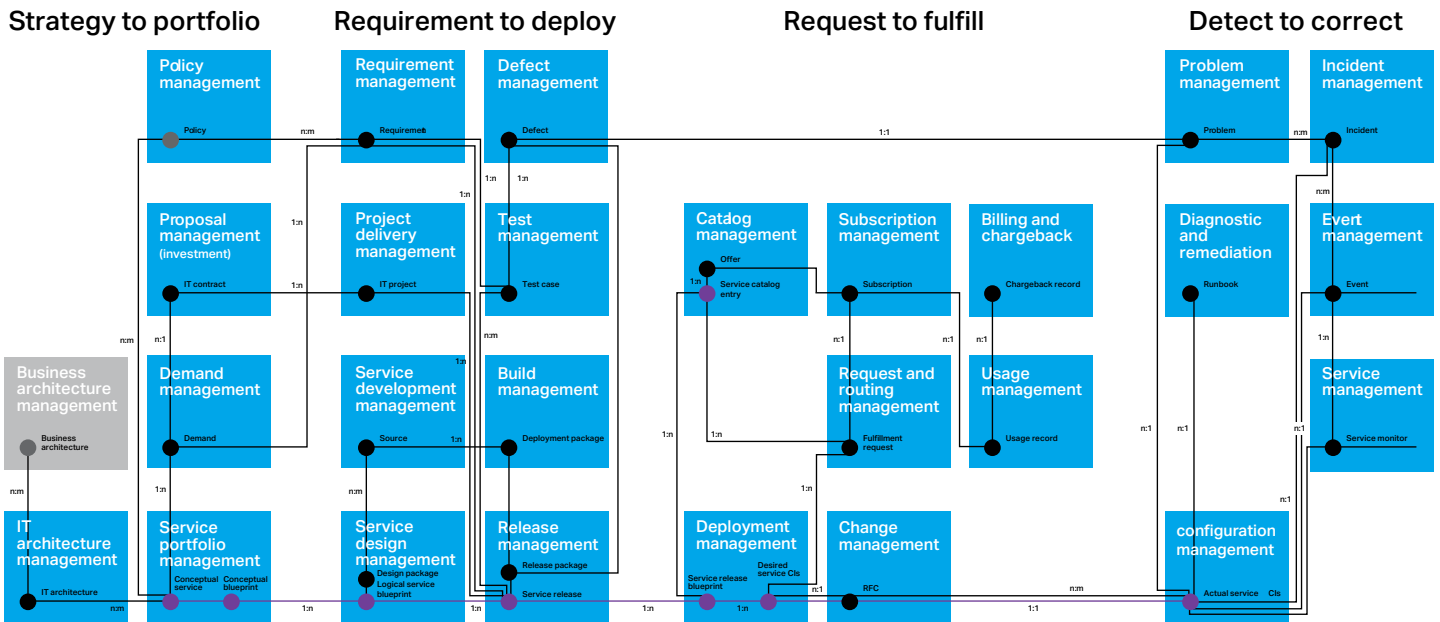 Strategy to portfolio
Requirement to deploy
Request to fulfill
Detect to correct
Policy
management
Policy
n:m
Requirement
management
Requirement
Defect
management
Defect
1:1
Problem
management
Problem
n:m
Incident
management
Incident
1:n
1:n
1:n
1:n
n:m
Proposal
management
(investment)
IT contract
1:n
Project
delivery
management
IT project
Test
management
Test case
Catalog
management
Offer
1:n
Service catalog
entry
Subscription
management
Subscription
Billing and
chargeback
Chargeback record
Diagnostic
and
remediation
Runbook
Event
management
Event
n:m
n:1
n:m
1:n
n:1
n:1
n:1
1:n
Business
architecture
management
Business
architecture
Demand
management
Demand
Service
development
management
Source
1:n
Build
management
Deployment package
1:n
1:n
Request and
routing
management
Fulfillment
request
Usage
management
Usage record
n:1
n:1
n:1
Service
management
Service monitor
n:m
1:n
n:m
1:n
n:1
IT
architecture
management
IT architecture
n:m
Service
portfolio
management
Conceptual
service
Conceptual
blueprint
1:n
Service
design
management
Design package
Logical service
blueprint
1:n
Release
management
Release package
Service release
1:n
Deployment
management
Service release
blueprint
1:n
Desired
service CIs
n:1
Change
management
RFC
n:m
1:1
configuration
management
Actual service CIs